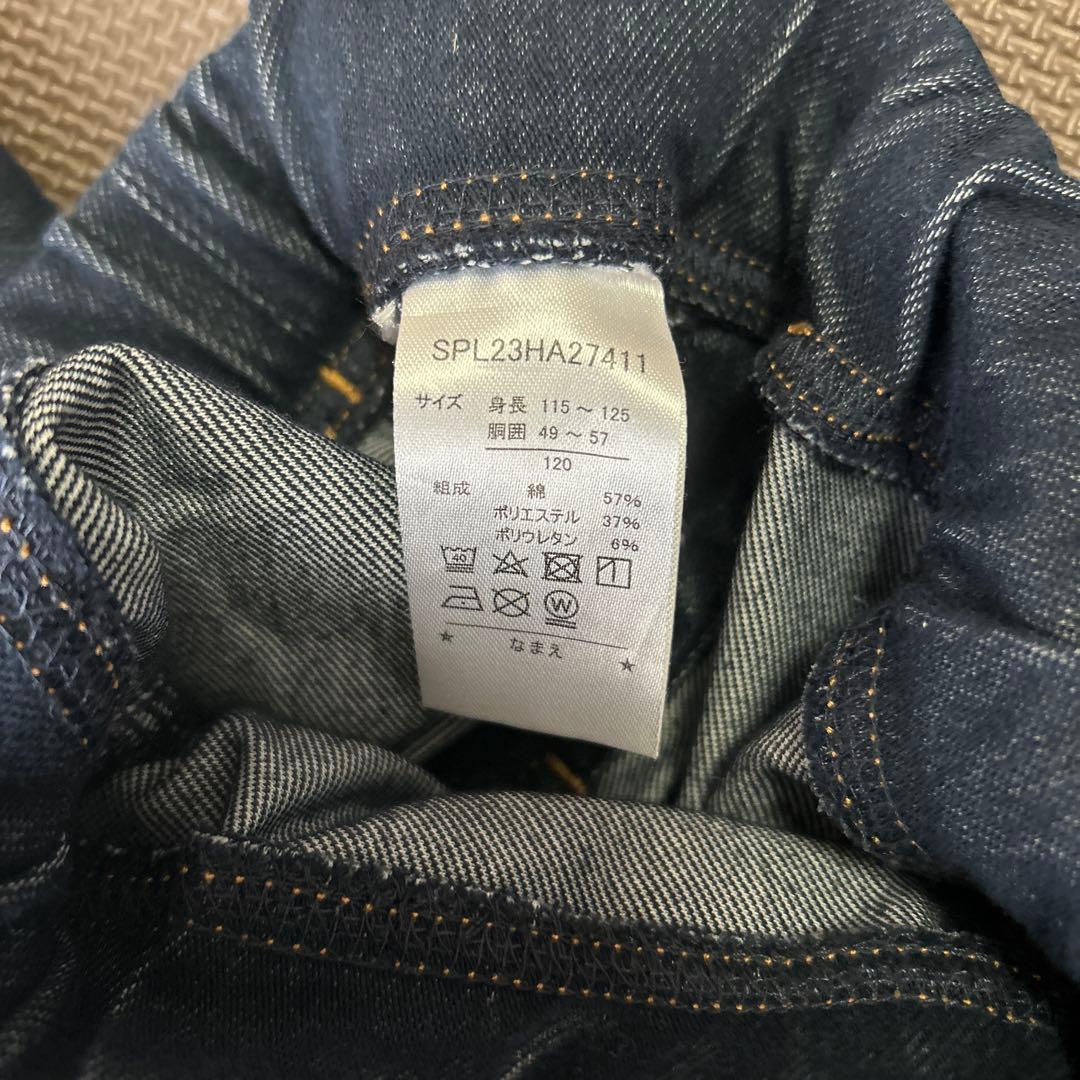 SPL23HA27411
サイズ 身長 115～125
胴囲 49～57
120
組成 綿 57%
ポリエステル 37%
ポリウレタン 6%
40
W
★ なまえ ★